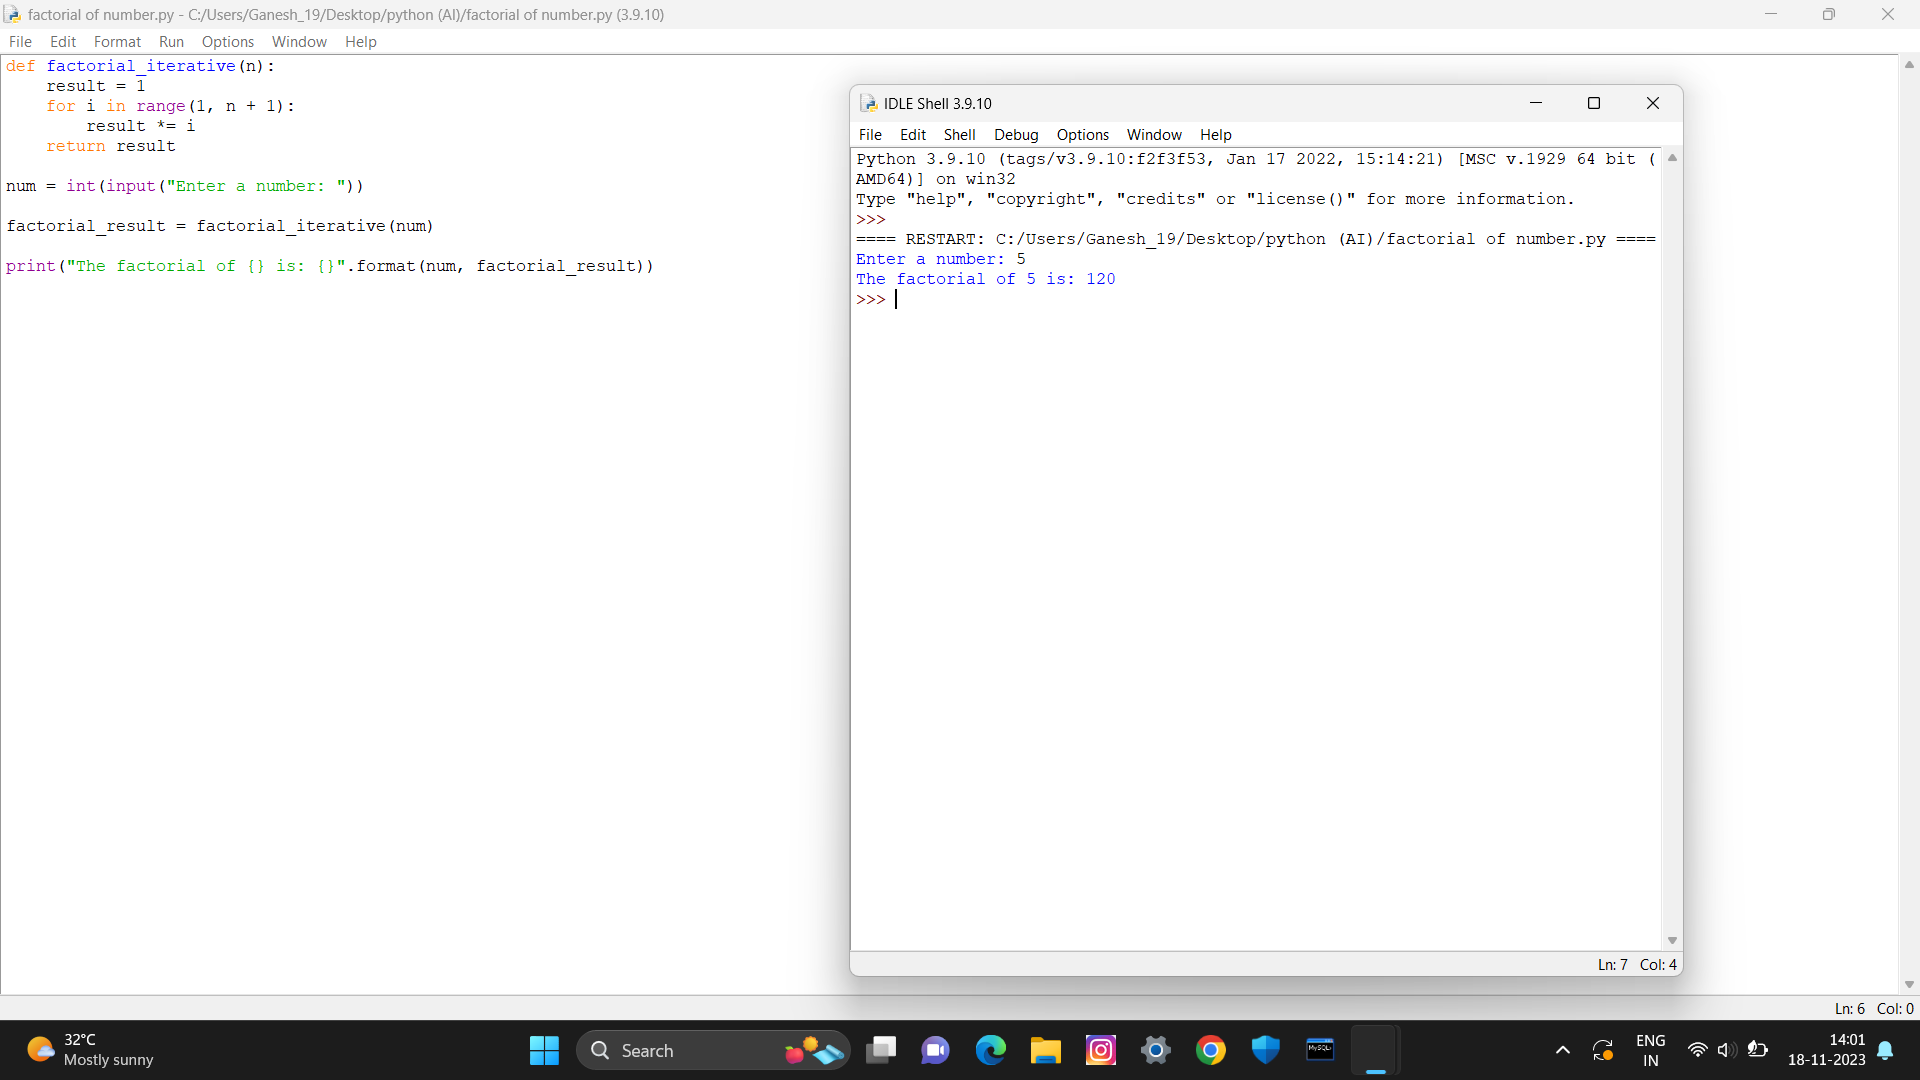 factorial of number.py - C:/Users/Ganesh_19/Desktop/python (AI)/factorial of number.py (3.9.10)
File Edit Format Run Options Window Help
def factorial_iterative(n):
    result = 1
    for i in range(1, n + 1):
        result *= i
    return result
num = int(input("Enter a number: "))
factorial_result = factorial_iterative(num)
print("The factorial of {} is: {}".format(num, factorial_result))
IDLE Shell 3.9.10
File Edit Shell Debug Options Window Help
Python 3.9.10 (tags/v3.9.10:f2f3f53, Jan 17 2022, 15:14:21) [MSC v.1929 64 bit (
AMD64)] on win32
Type "help", "copyright", "credits" or "license()" for more information.
>>>
==== RESTART: C:/Users/Ganesh_19/Desktop/python (AI)/factorial of number.py ====
Enter a number: 5
The factorial of 5 is: 120
>>>
Ln: 7 Col: 4
Ln: 6 Col: 0
32°C
Mostly sunny
Search
MySQL
ENG
IN
14:01
18-11-2023